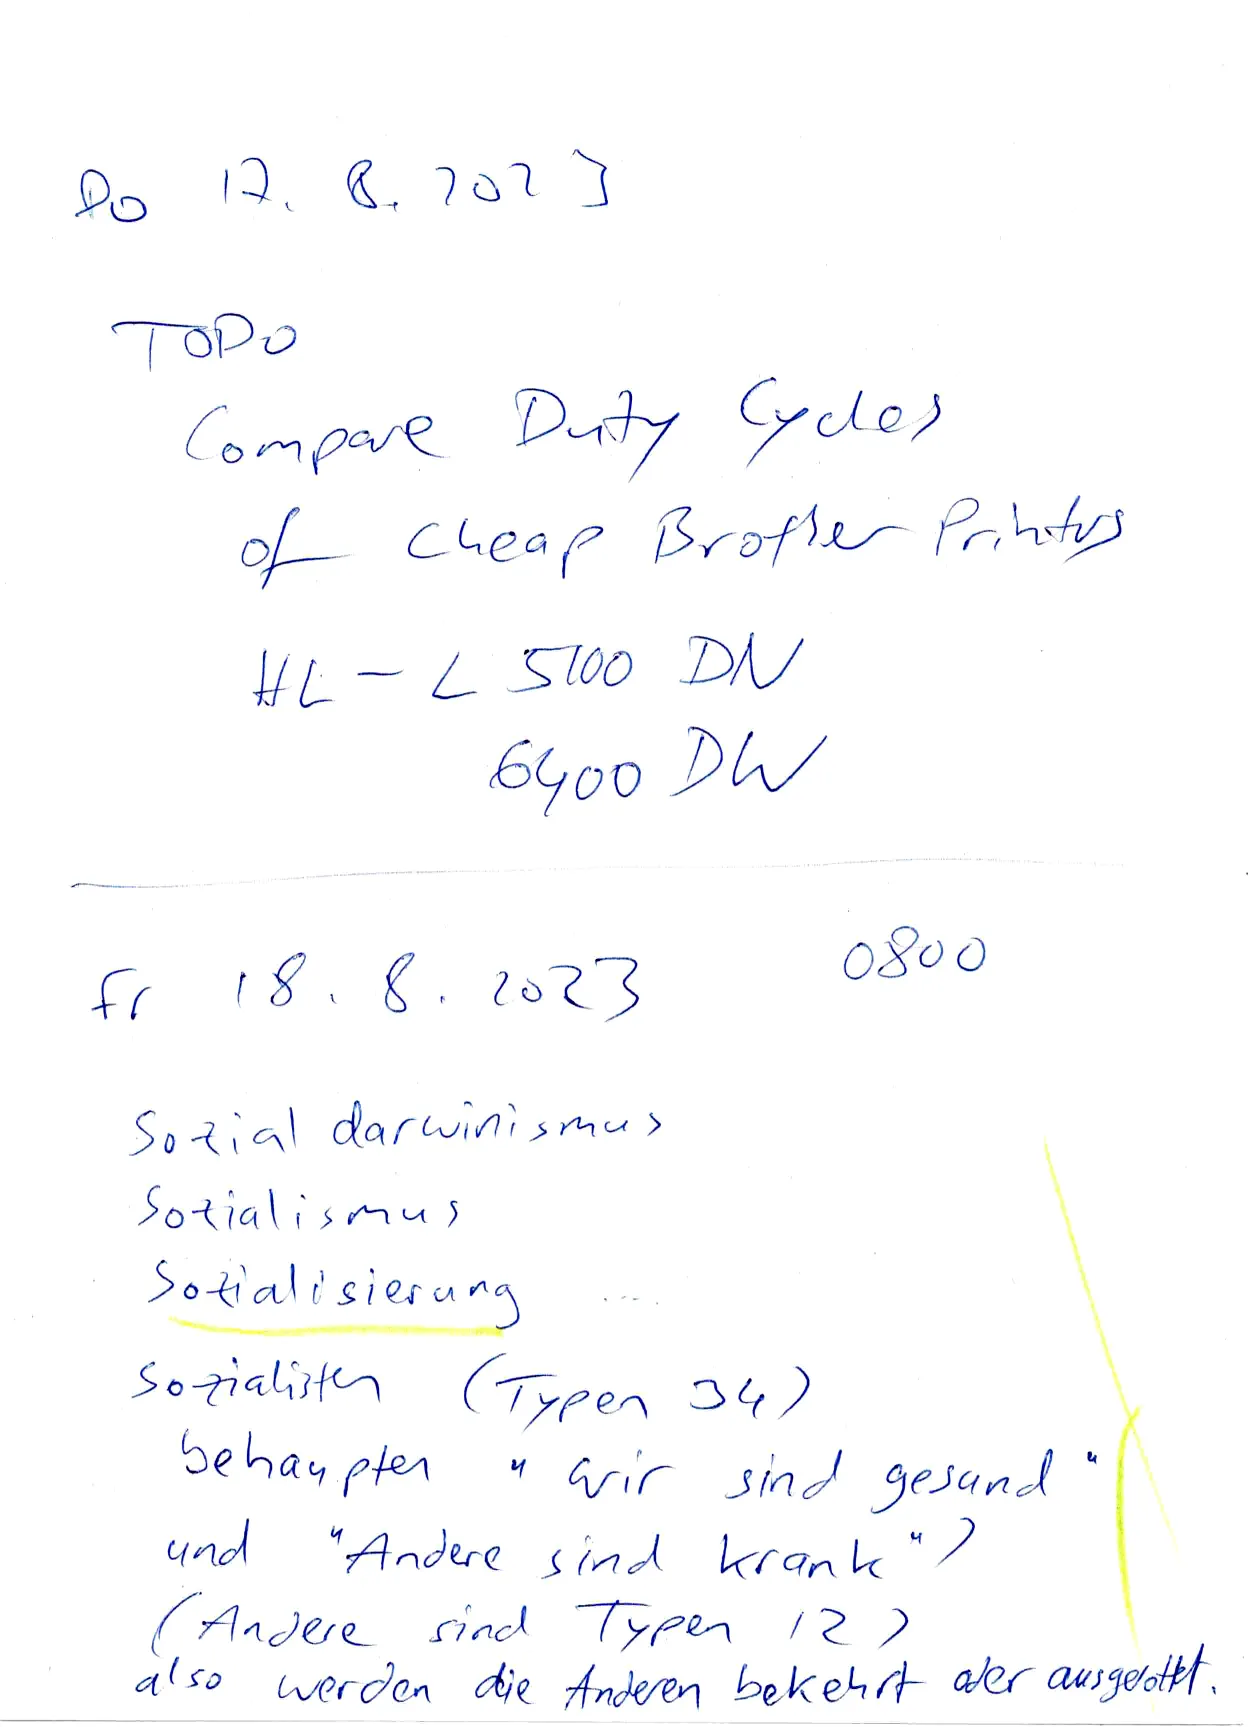 Do 17. 8. 2023
TODO
Compare Duty Cycles
of Cheap Brother Printers
HL-L 5100 DN
6400 DW
Fr 18. 8. 2023 0800
Sozialdarwinismus
Sozialismus
Sozialisierung ....
Sozialisten (Typen 34)
behaupten "wir sind gesund"
und "Andere sind krank")
(Andere sind Typen 12)
also werden die Anderen bekehrt oder ausgerottet.